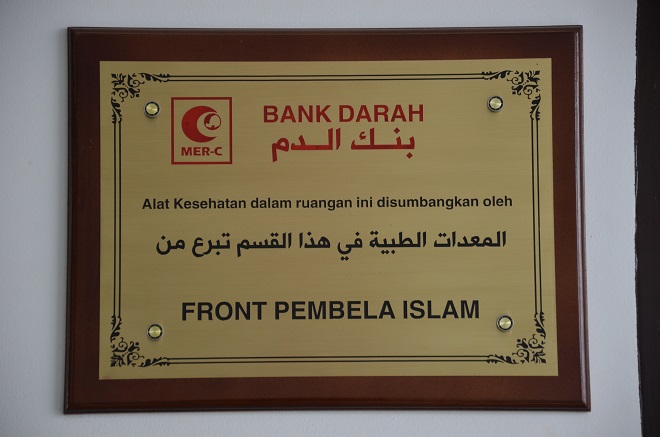 MER-C
BANK DARAH
بنك الدم
Alat Kesehatan dalam ruangan ini disumbangkan oleh
المعدات الطبية في هذا القسم تبرع من
FRONT PEMBELA ISLAM